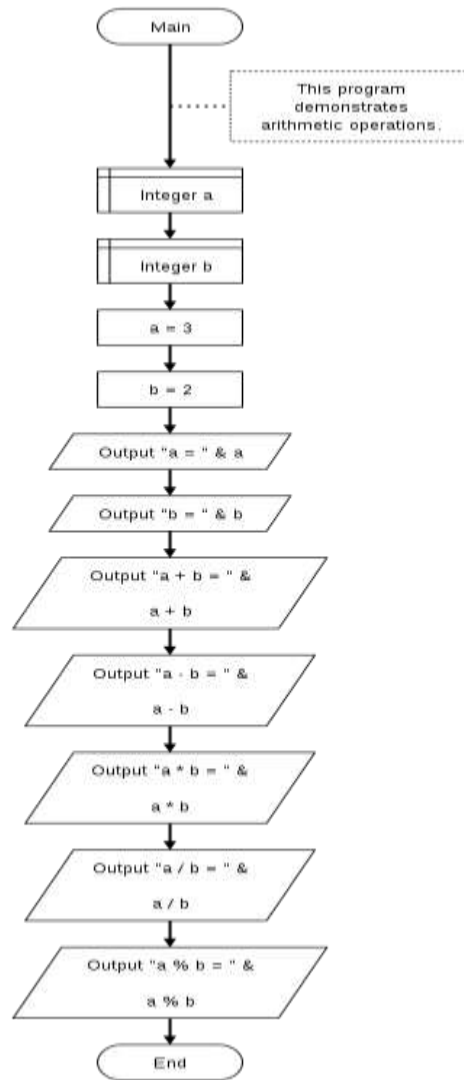 Main
This program
demonstrates
arithmetic operations.
Integer a
Integer b
a = 3
b = 2
Output "a = " & a
Output "b = " & b
Output "a + b = " &
a + b
Output "a - b = " &
a - b
Output "a * b = " &
a * b
Output "a / b = " &
a / b
Output "a % b = " &
a % b
End